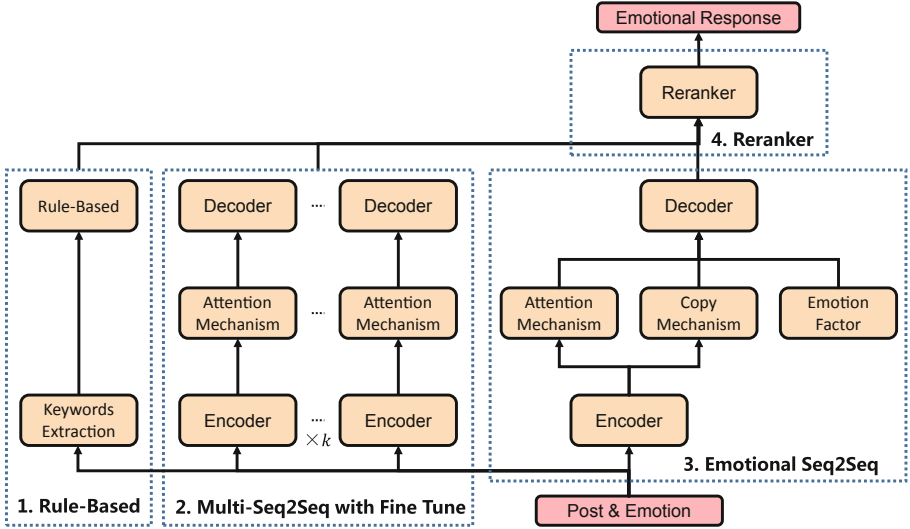 Emotional Response
Reranker
4. Reranker
Rule-Based
Decoder
....
Decoder
Decoder
Attention
Mechanism
....
Attention
Mechanism
Attention
Mechanism
Copy
Mechanism
Emotion
Factor
Keywords
Extraction
Encoder
....
×k
Encoder
Encoder
3. Emotional Seq2Seq
1. Rule-Based
2. Multi-Seq2Seq with Fine Tune
Post & Emotion